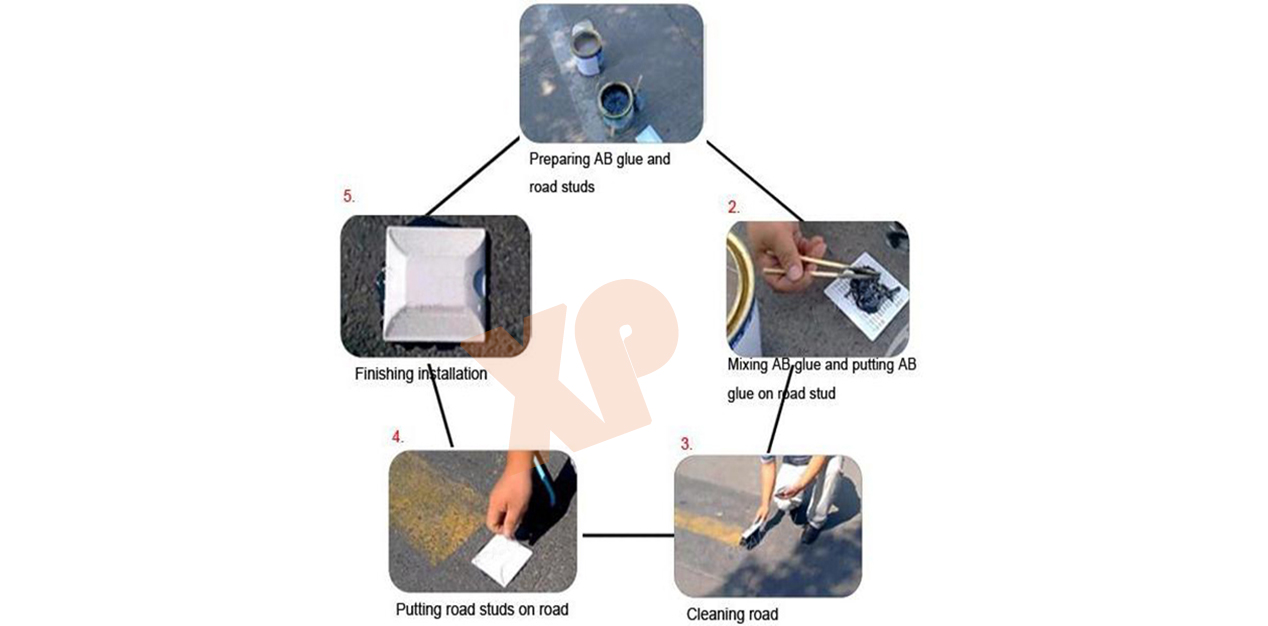 Preparing AB glue and
road studs
2.
Mixing AB glue and putting AB
glue on road stud
3.
Cleaning road
4.
Putting road studs on road
5.
Finishing installation
XP